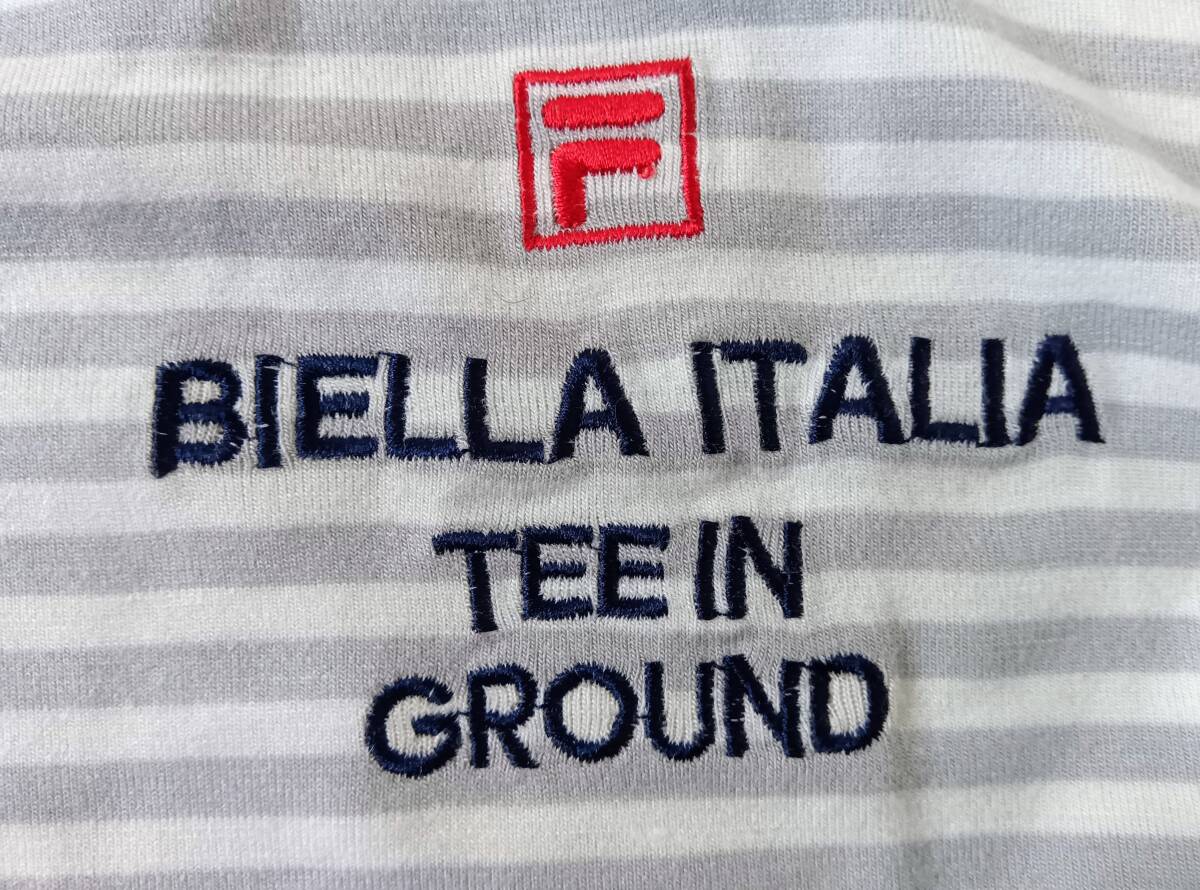 F
BIELLA ITALIA
TEE IN
GROUND